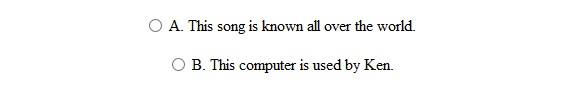 A. This song is known all over the world.
B. This computer is used by Ken.